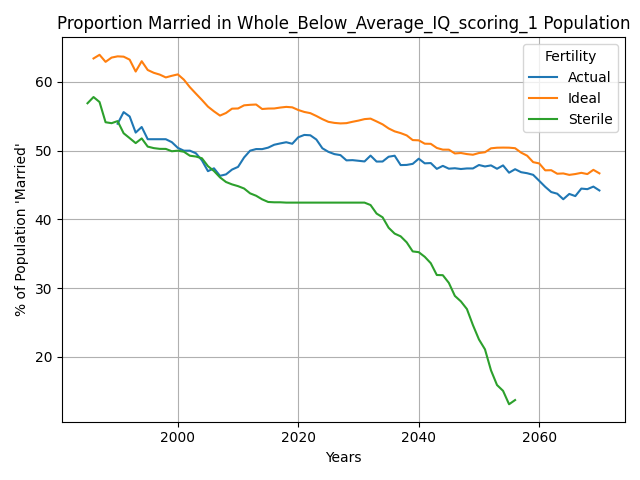 Proportion Married in Whole_Below_Average_IQ_scoring_1 Population
Fertility
Actual
Ideal
Sterile
% of Population 'Married'
60
50
40
30
20
2000
2020
2040
2060
Years